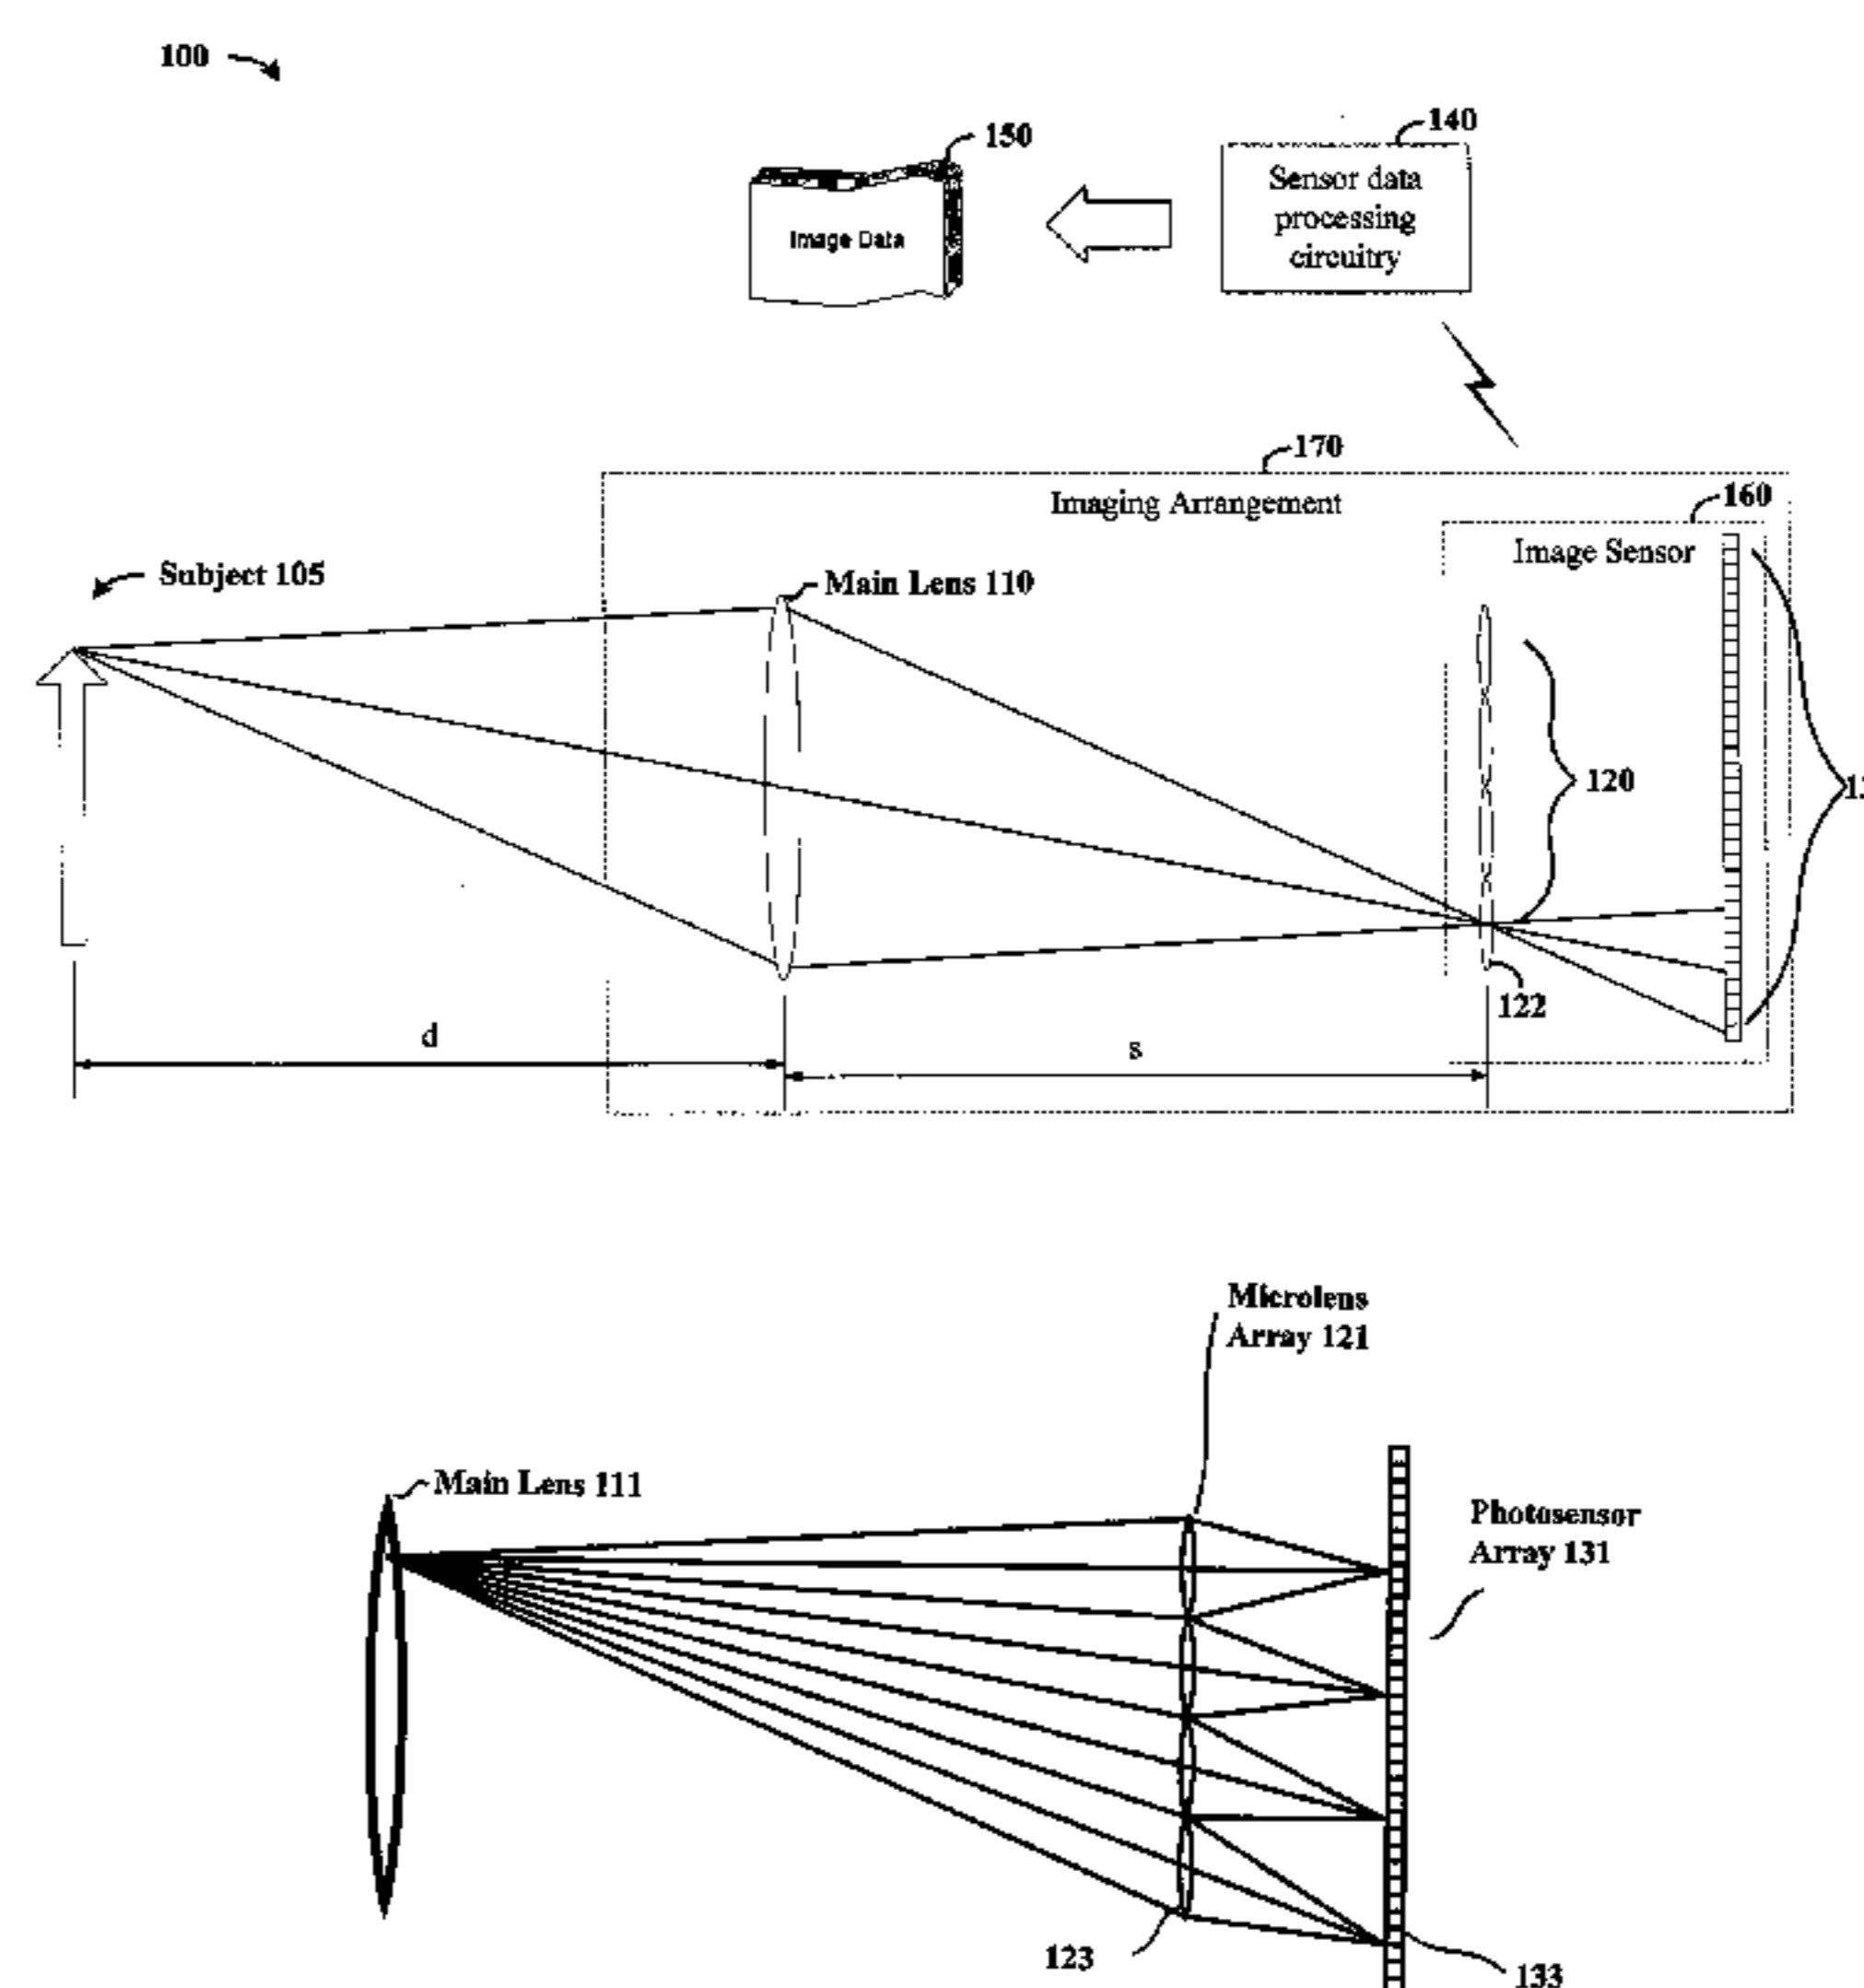 100
150
140
Sensor data
processing
circuitry
Image Data
170
Imaging Arrangement
160
Image Sensor
Subject 105
Main Lens 110
120
122
d
s
Microlens
Array 121
Main Lens 111
Photosensor
Array 131
123
133